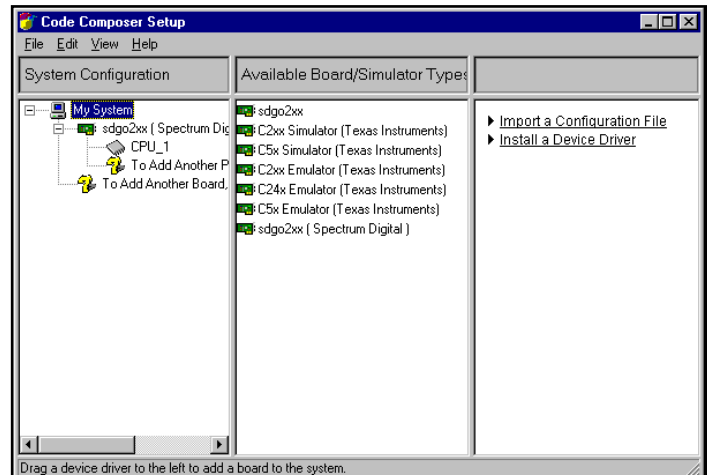 Code Composer Setup
File Edit View Help
System Configuration
Available Board/Simulator Types
My System
sdgo2xx ( Spectrum Dig
CPU_1
To Add Another P
To Add Another Board,
sdgo2xx
C2xx Simulator (Texas Instruments)
C5x Simulator (Texas Instruments)
C2xx Emulator (Texas Instruments)
C24x Emulator (Texas Instruments)
C5x Emulator (Texas Instruments)
sdgo2xx ( Spectrum Digital )
Import a Configuration File
Install a Device Driver
Drag a device driver to the left to add a board to the system.